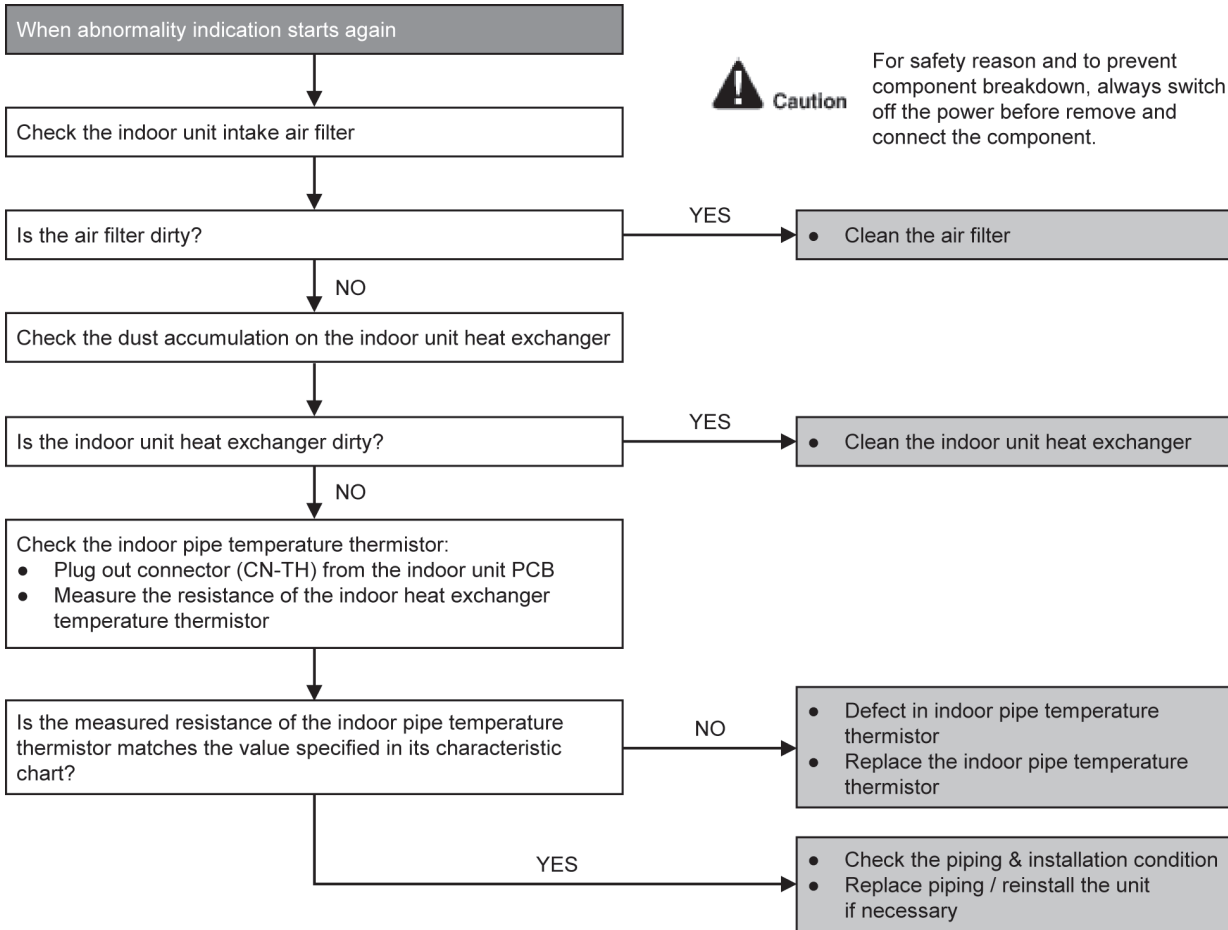 When abnormality indication starts again
Caution
For safety reason and to prevent
component breakdown, always switch
off the power before remove and
connect the component.
Check the indoor unit intake air filter
Is the air filter dirty?
YES
● Clean the air filter
NO
Check the dust accumulation on the indoor unit heat exchanger
Is the indoor unit heat exchanger dirty?
YES
● Clean the indoor unit heat exchanger
NO
Check the indoor pipe temperature thermistor:
● Plug out connector (CN-TH) from the indoor unit PCB
● Measure the resistance of the indoor heat exchanger
temperature thermistor
Is the measured resistance of the indoor pipe temperature
thermistor matches the value specified in its characteristic
chart?
NO
● Defect in indoor pipe temperature
thermistor
● Replace the indoor pipe temperature
thermistor
YES
● Check the piping & installation condition
● Replace piping / reinstall the unit
if necessary